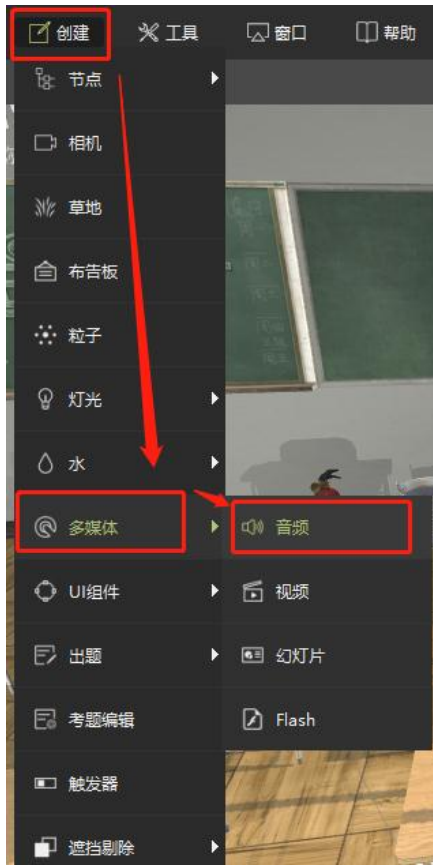 创建 工具 窗口 帮助
节点
相机
草地
布告板
粒子
灯光
水
多媒体 音频
UI组件 视频
出题 幻灯片
考题编辑 Flash
触发器
遮挡剔除